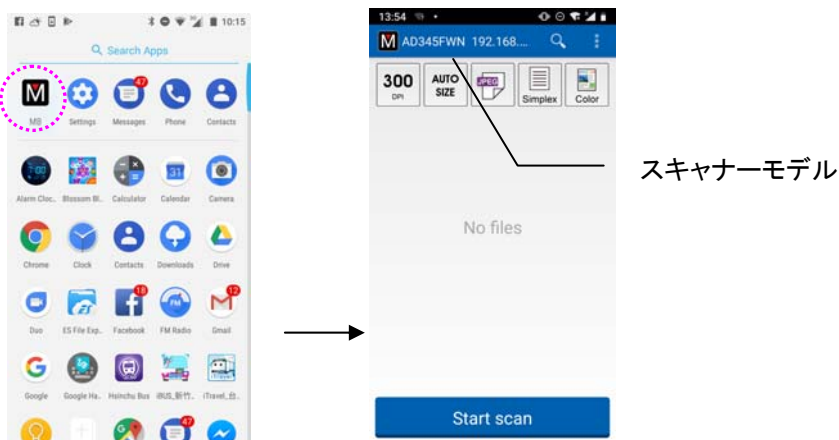 10:15
Search Apps
M
MB
Settings
47
Messages
Phone
Contacts
Alarm Cloc..
Blossom Bl..
Calculator
31
Calendar
Camera
Chrome
Clock
Contacts
Downloads
Drive
Duo
ES File Exp..
18
Facebook
FM
FM Radio
12
Gmail
Google
Google Ha..
Hsinchu Bus
iBUS_新竹..
iTravel_台..
47
13:54
M
AD345FWN 192.168....
300
DPI
AUTO
SIZE
JPEG
Simplex
Color
No files
Start scan
スキャナーモデル